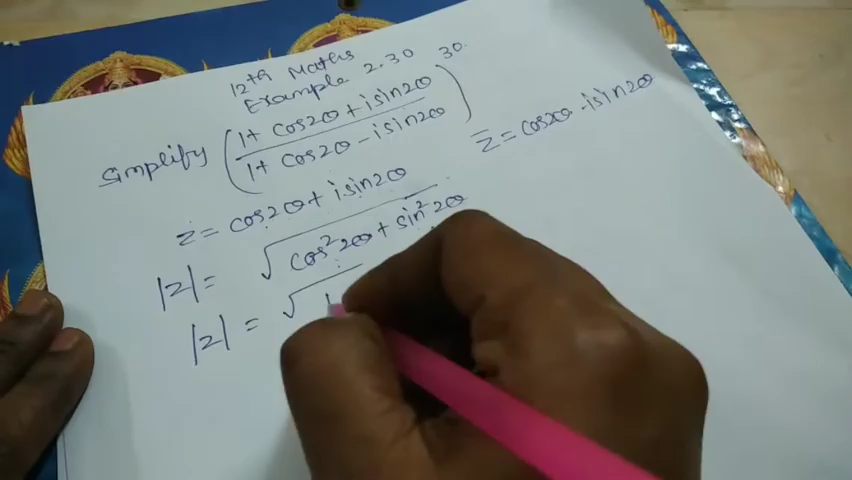 12th Maths
Example 2.30
Simplify ( (1 + cos2θ + isin2θ) / (1 + cos2θ - isin2θ) )^30
z = cos2θ + isin2θ
z̄ = cos2θ - isin2θ
|z| = √(cos²2θ + sin²2θ)
|z| = √1